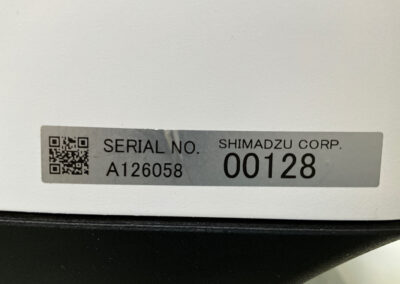 SERIAL NO. SHIMADZU CORP.
A126058 00128